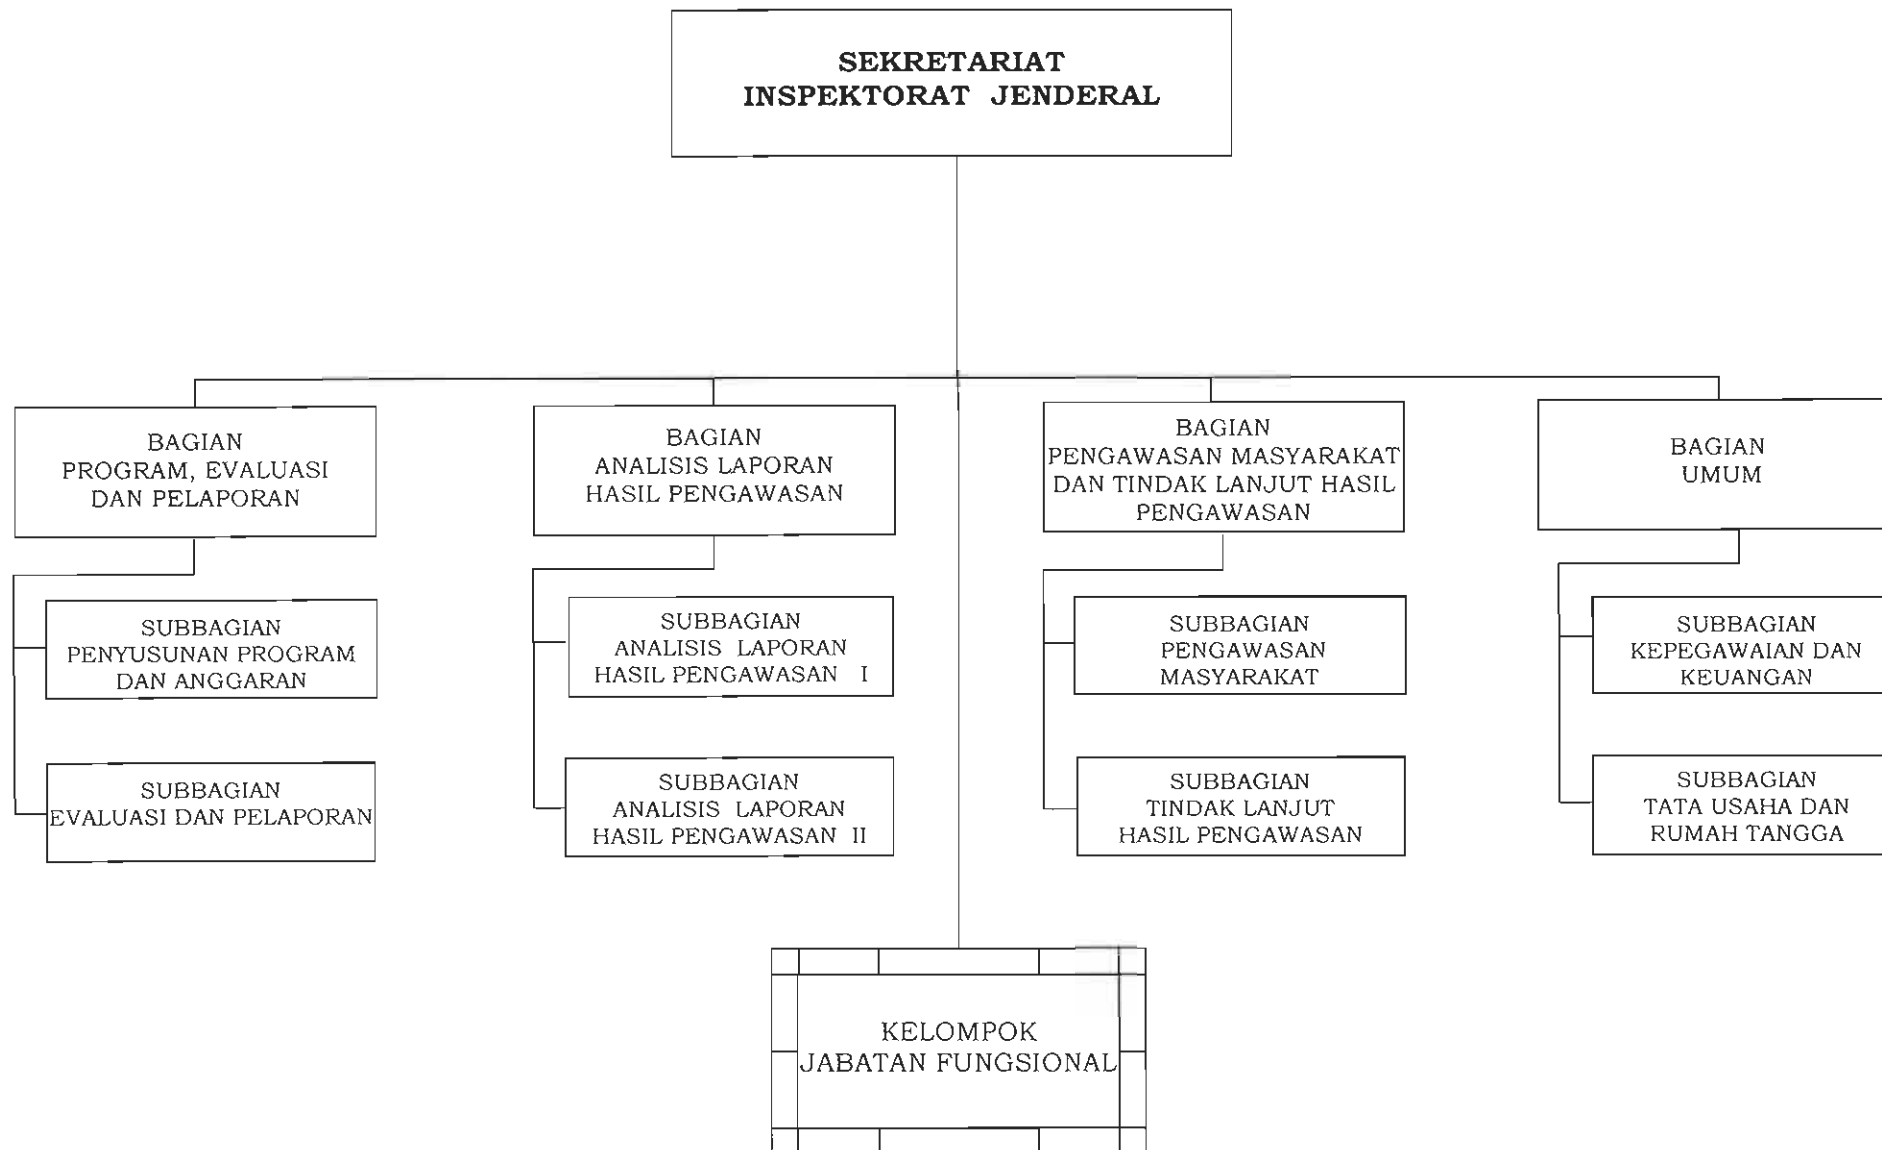 SEKRETARIAT
INSPEKTORAT JENDERAL
BAGIAN
PROGRAM, EVALUASI
DAN PELAPORAN
BAGIAN
ANALISIS LAPORAN
HASIL PENGAWASAN
BAGIAN
PENGAWASAN MASYARAKAT
DAN TINDAK LANJUT HASIL
PENGAWASAN
BAGIAN
UMUM
SUBBAGIAN
PENYUSUNAN PROGRAM
DAN ANGGARAN
SUBBAGIAN
ANALISIS LAPORAN
HASIL PENGAWASAN I
SUBBAGIAN
PENGAWASAN
MASYARAKAT
SUBBAGIAN
KEPEGAWAIAN DAN
KEUANGAN
SUBBAGIAN
EVALUASI DAN PELAPORAN
SUBBAGIAN
ANALISIS LAPORAN
HASIL PENGAWASAN II
SUBBAGIAN
TINDAK LANJUT
HASIL PENGAWASAN
SUBBAGIAN
TATA USAHA DAN
RUMAH TANGGA
KELOMPOK
JABATAN FUNGSIONAL